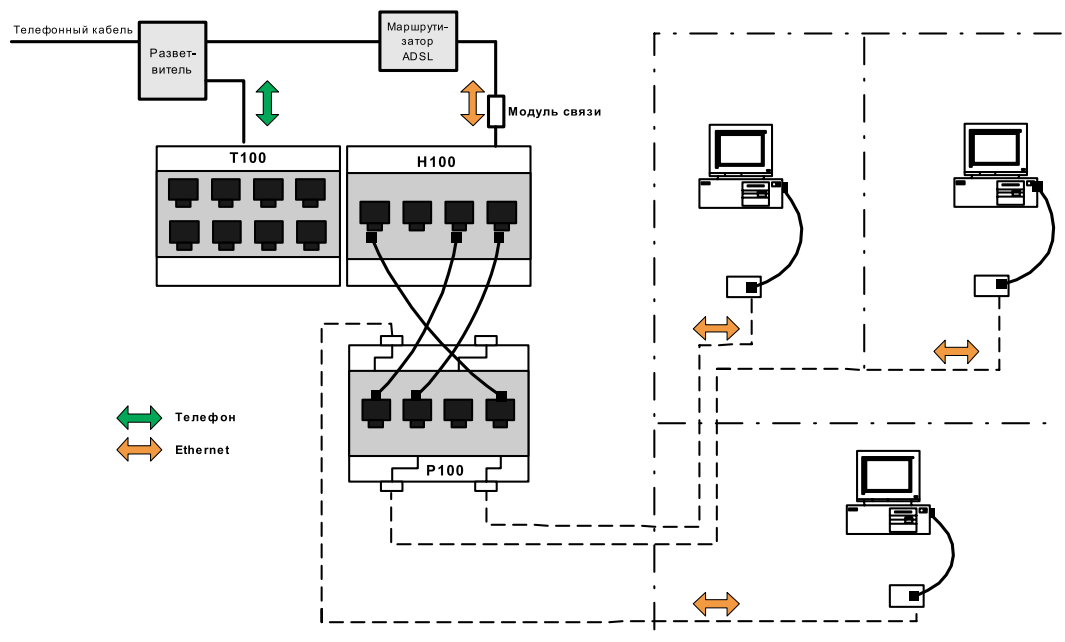 Телефонный кабель
Развет-
витель
Маршрути-
затор
ADSL
Модуль связи
T100
H100
P100
Телефон
Ethernet